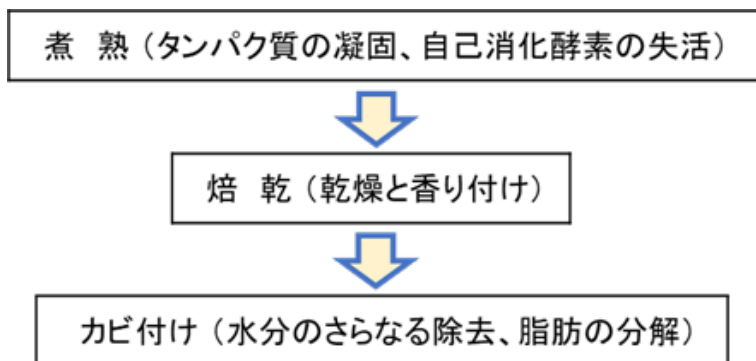 煮　熟（タンパク質の凝固、自己消化酵素の失活）
焙　乾（乾燥と香り付け）
カビ付け（水分のさらなる除去、脂肪の分解）